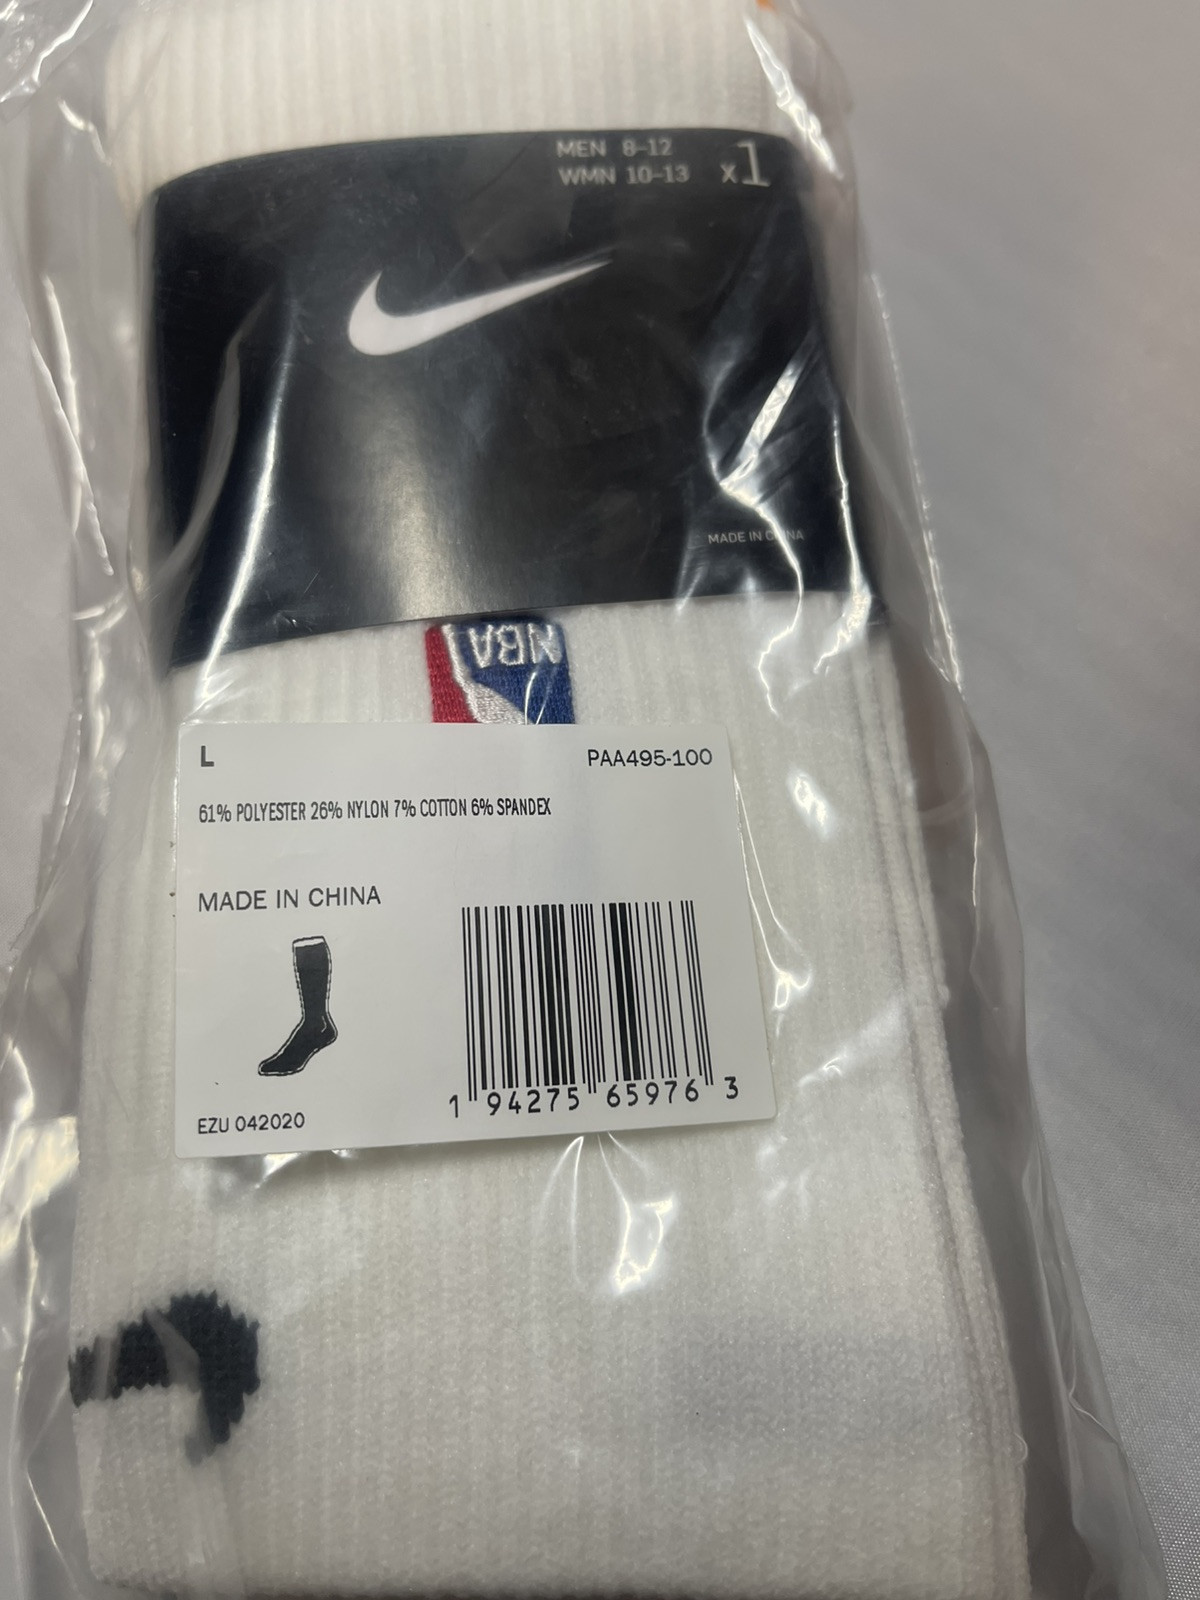 MEN 8-12
WMN 10-13 x1
MADE IN CHINA
NBA
L PAA495-100
61% POLYESTER 26% NYLON 7% COTTON 6% SPANDEX
MADE IN CHINA
1 94275 65976 3
EZU 042020